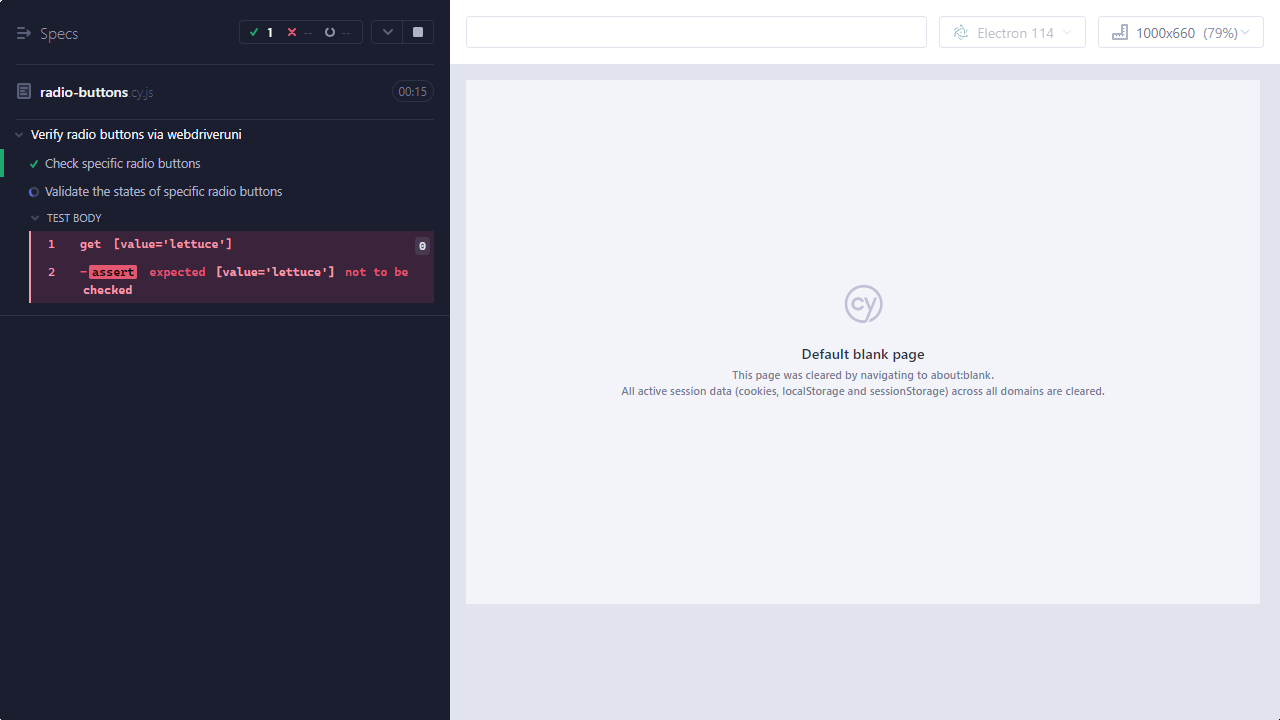 Specs
1 -- --
Electron 114
1000x660 (79%)
radio-buttons.cy.js
00:15
Verify radio buttons via webdriveruni
Check specific radio buttons
Validate the states of specific radio buttons
TEST BODY
1 get [value='lettuce'] 0
2 -assert expected [value='lettuce'] not to be
checked
cy
Default blank page
This page was cleared by navigating to about:blank.
All active session data (cookies, localStorage and sessionStorage) across all domains are cleared.